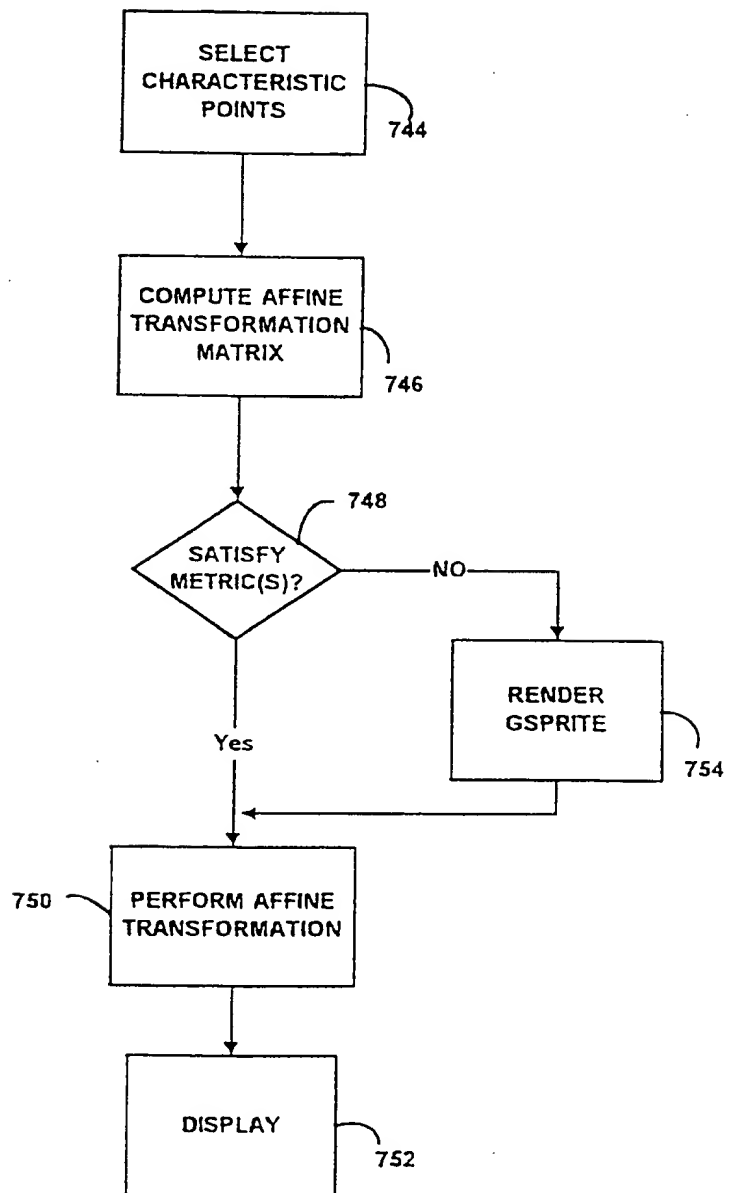 SELECT
CHARACTERISTIC
POINTS
744
COMPUTE AFFINE
TRANSFORMATION
MATRIX
746
748
SATISFY
METRIC(S)?
NO
RENDER
GSPRITE
754
Yes
750
PERFORM AFFINE
TRANSFORMATION
DISPLAY
752